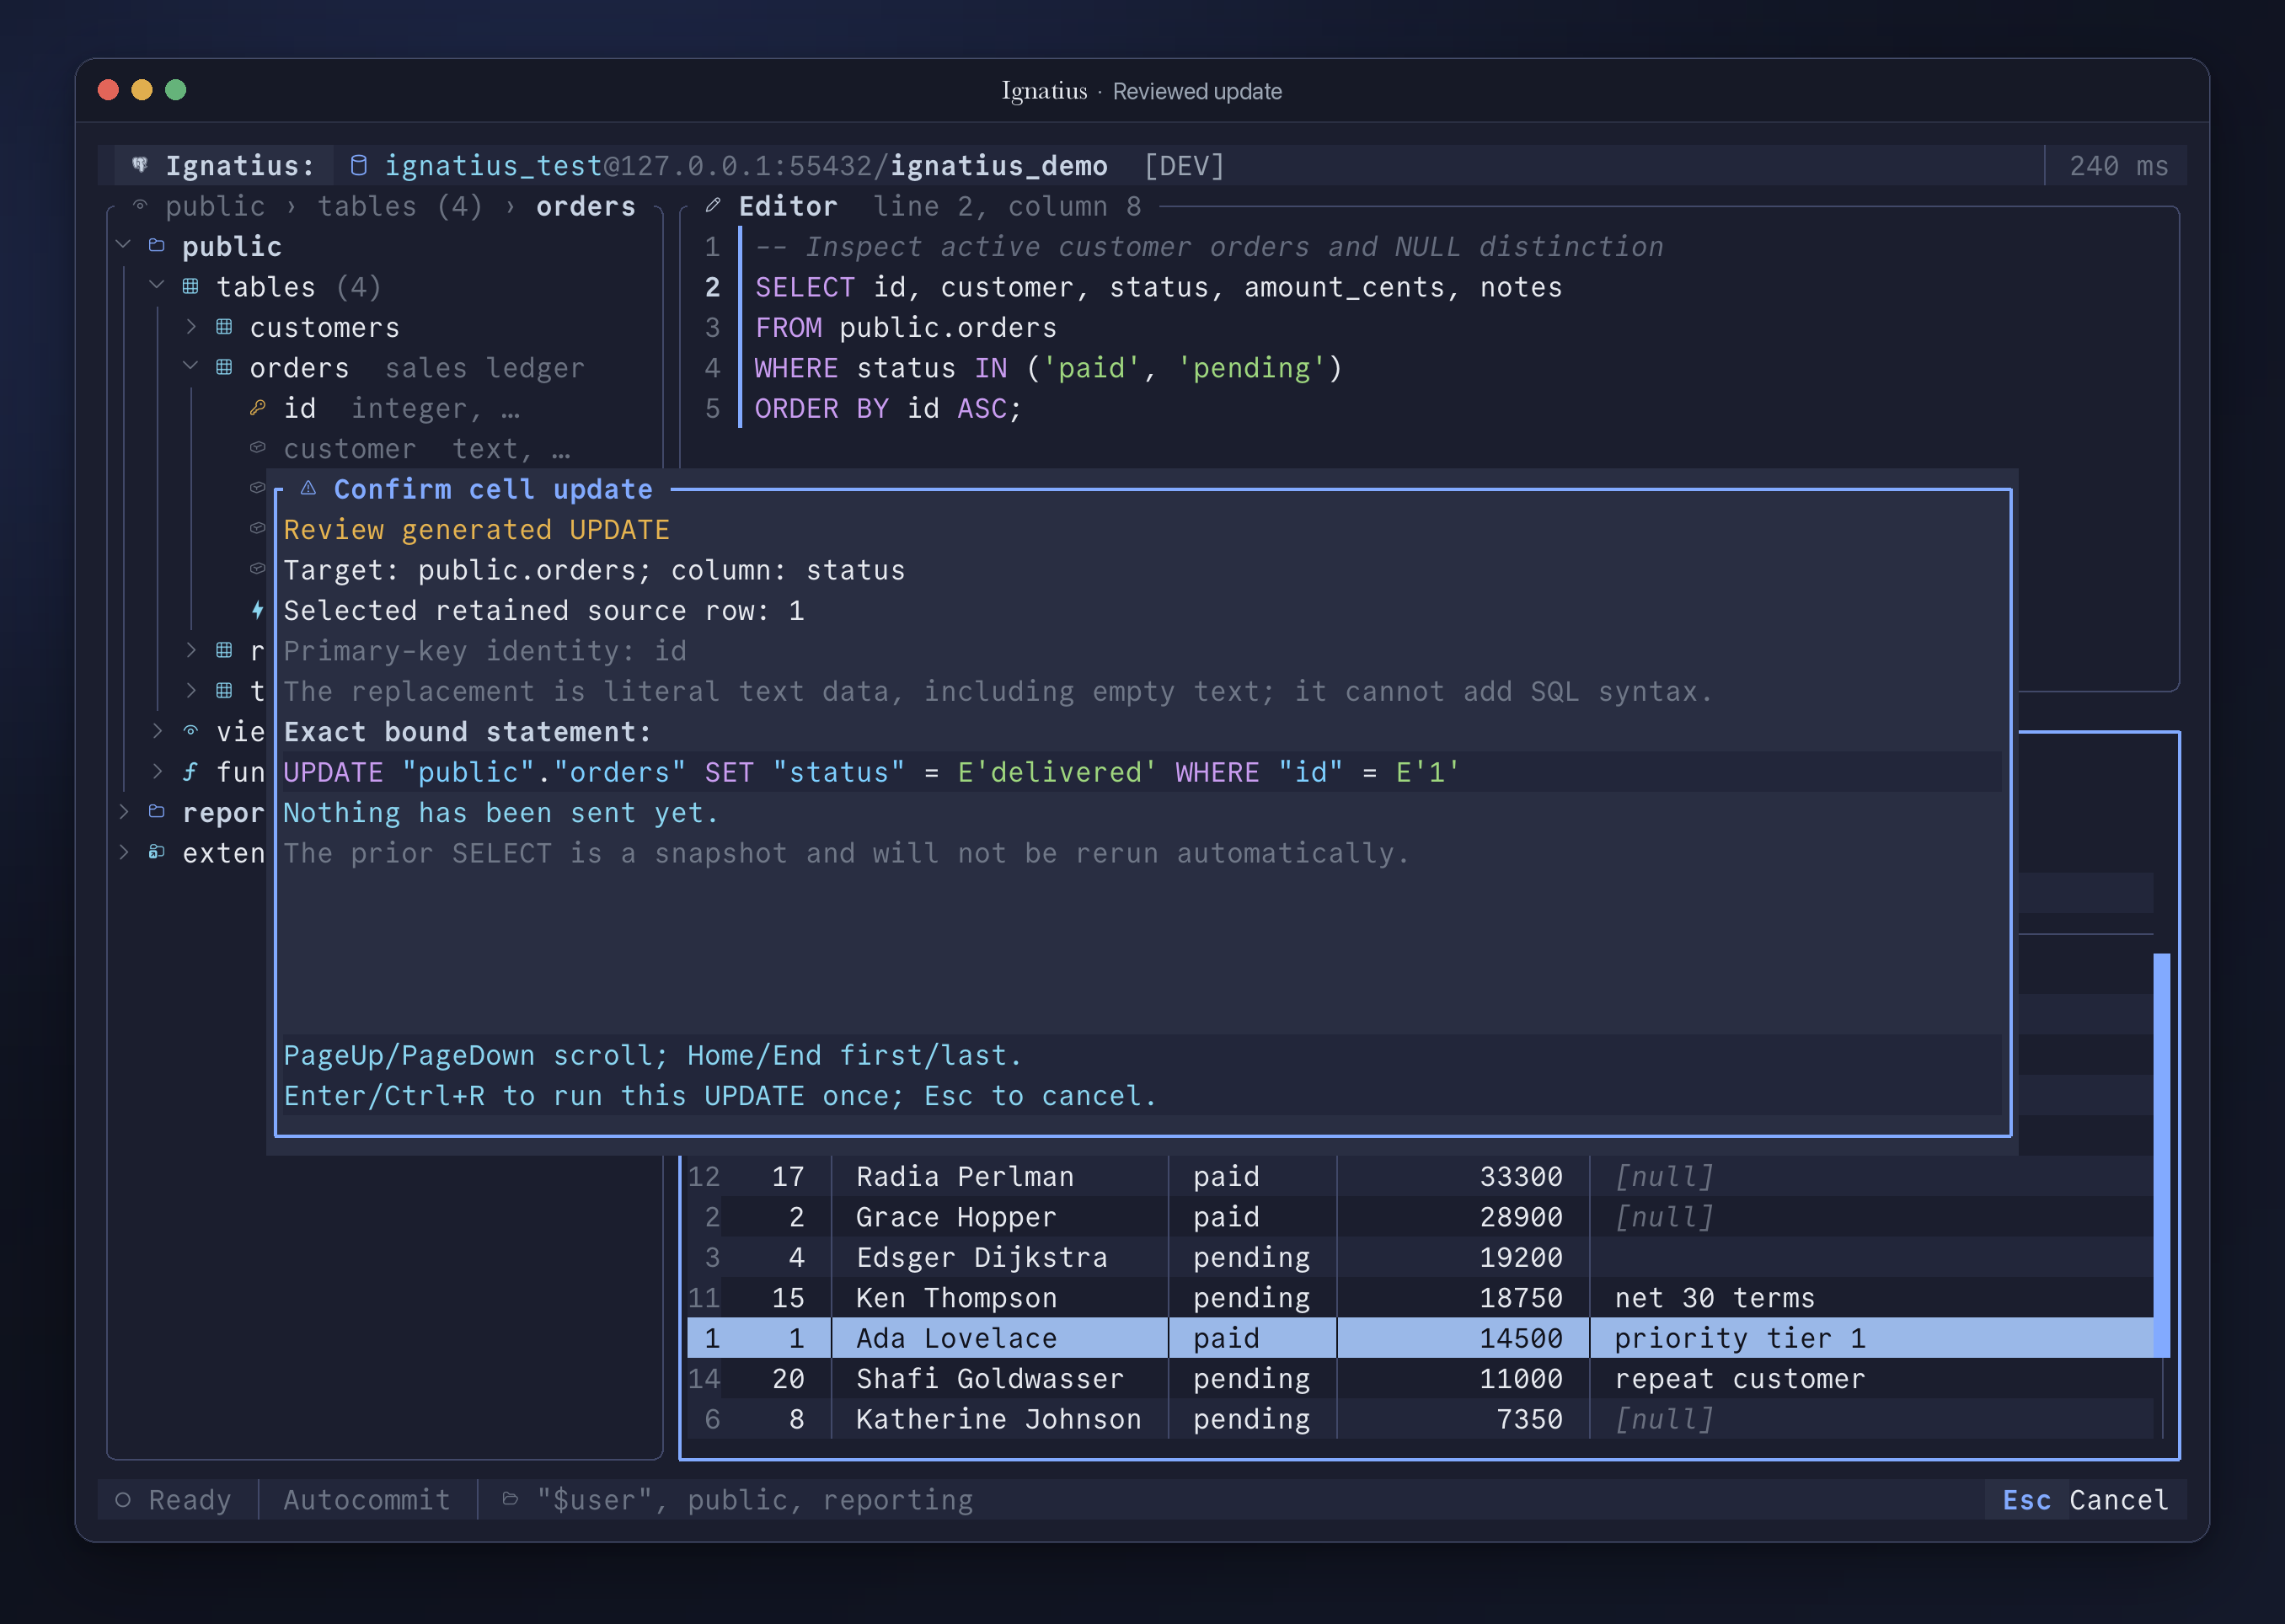 Ignatius · Reviewed update
Ignatius: ignatius_test@127.0.0.1:55432/ignatius_demo [DEV] 240 ms
public › tables (4) › orders
public
tables (4)
customers
orders sales ledger
id integer, …
customer text, …
r
t
vie
fun
repor
exten
Editor line 2, column 8
1 -- Inspect active customer orders and NULL distinction
2 SELECT id, customer, status, amount_cents, notes
3 FROM public.orders
4 WHERE status IN ('paid', 'pending')
5 ORDER BY id ASC;
Confirm cell update
Review generated UPDATE
Target: public.orders; column: status
Selected retained source row: 1
Primary-key identity: id
The replacement is literal text data, including empty text; it cannot add SQL syntax.
Exact bound statement:
UPDATE "public"."orders" SET "status" = E'delivered' WHERE "id" = E'1'
Nothing has been sent yet.
The prior SELECT is a snapshot and will not be rerun automatically.
PageUp/PageDown scroll; Home/End first/last.
Enter/Ctrl+R to run this UPDATE once; Esc to cancel.
12 17 Radia Perlman paid 33300 [null]
2 2 Grace Hopper paid 28900 [null]
3 4 Edsger Dijkstra pending 19200
11 15 Ken Thompson pending 18750 net 30 terms
1 1 Ada Lovelace paid 14500 priority tier 1
14 20 Shafi Goldwasser pending 11000 repeat customer
6 8 Katherine Johnson pending 7350 [null]
Ready Autocommit "$user", public, reporting Esc Cancel